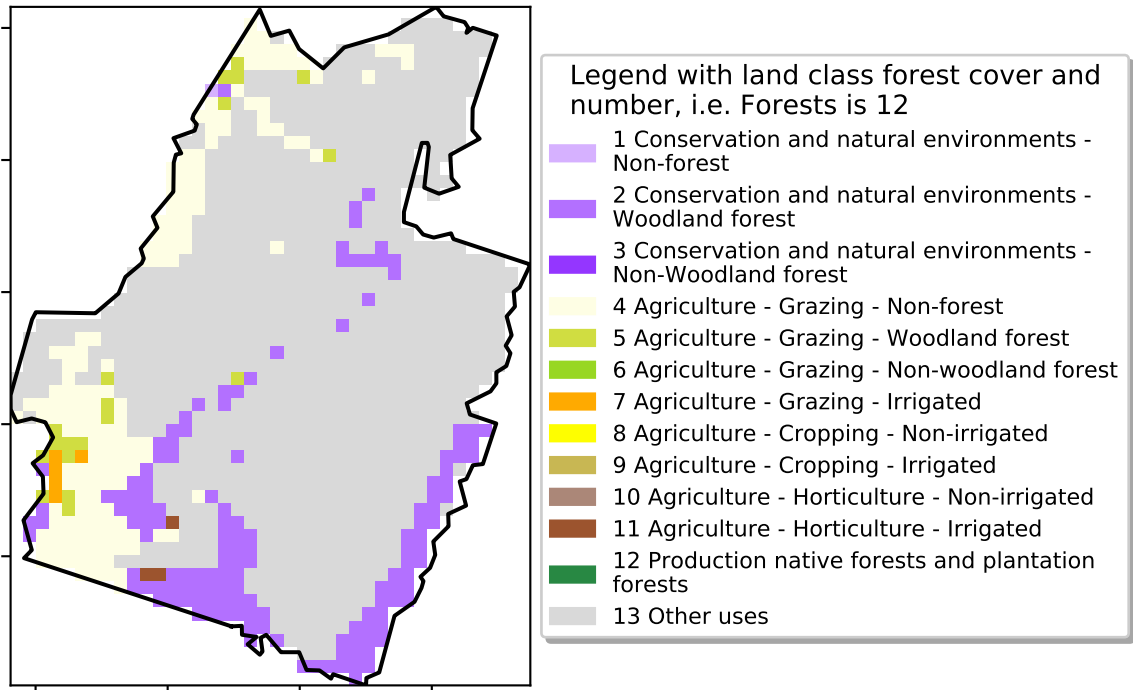 Legend with land class forest cover and
number, i.e. Forests is 12
1 Conservation and natural environments -
Non-forest
2 Conservation and natural environments -
Woodland forest
3 Conservation and natural environments -
Non-Woodland forest
4 Agriculture - Grazing - Non-forest
5 Agriculture - Grazing - Woodland forest
6 Agriculture - Grazing - Non-woodland forest
7 Agriculture - Grazing - Irrigated
8 Agriculture - Cropping - Non-irrigated
9 Agriculture - Cropping - Irrigated
10 Agriculture - Horticulture - Non-irrigated
11 Agriculture - Horticulture - Irrigated
12 Production native forests and plantation
forests
13 Other uses